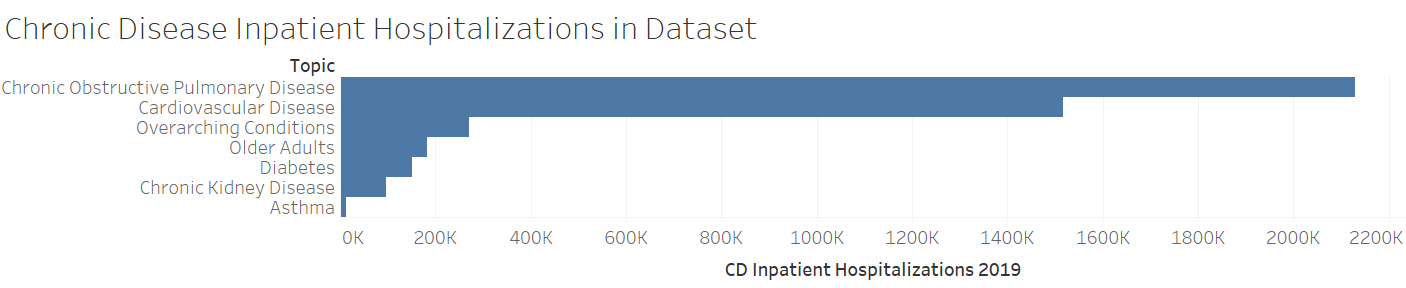 Chronic Disease Inpatient Hospitalizations in Dataset
Topic
Chronic Obstructive Pulmonary Disease
Cardiovascular Disease
Overarching Conditions
Older Adults
Diabetes
Chronic Kidney Disease
Asthma
0K 200K 400K 600K 800K 1000K 1200K 1400K 1600K 1800K 2000K 2200K
CD Inpatient Hospitalizations 2019